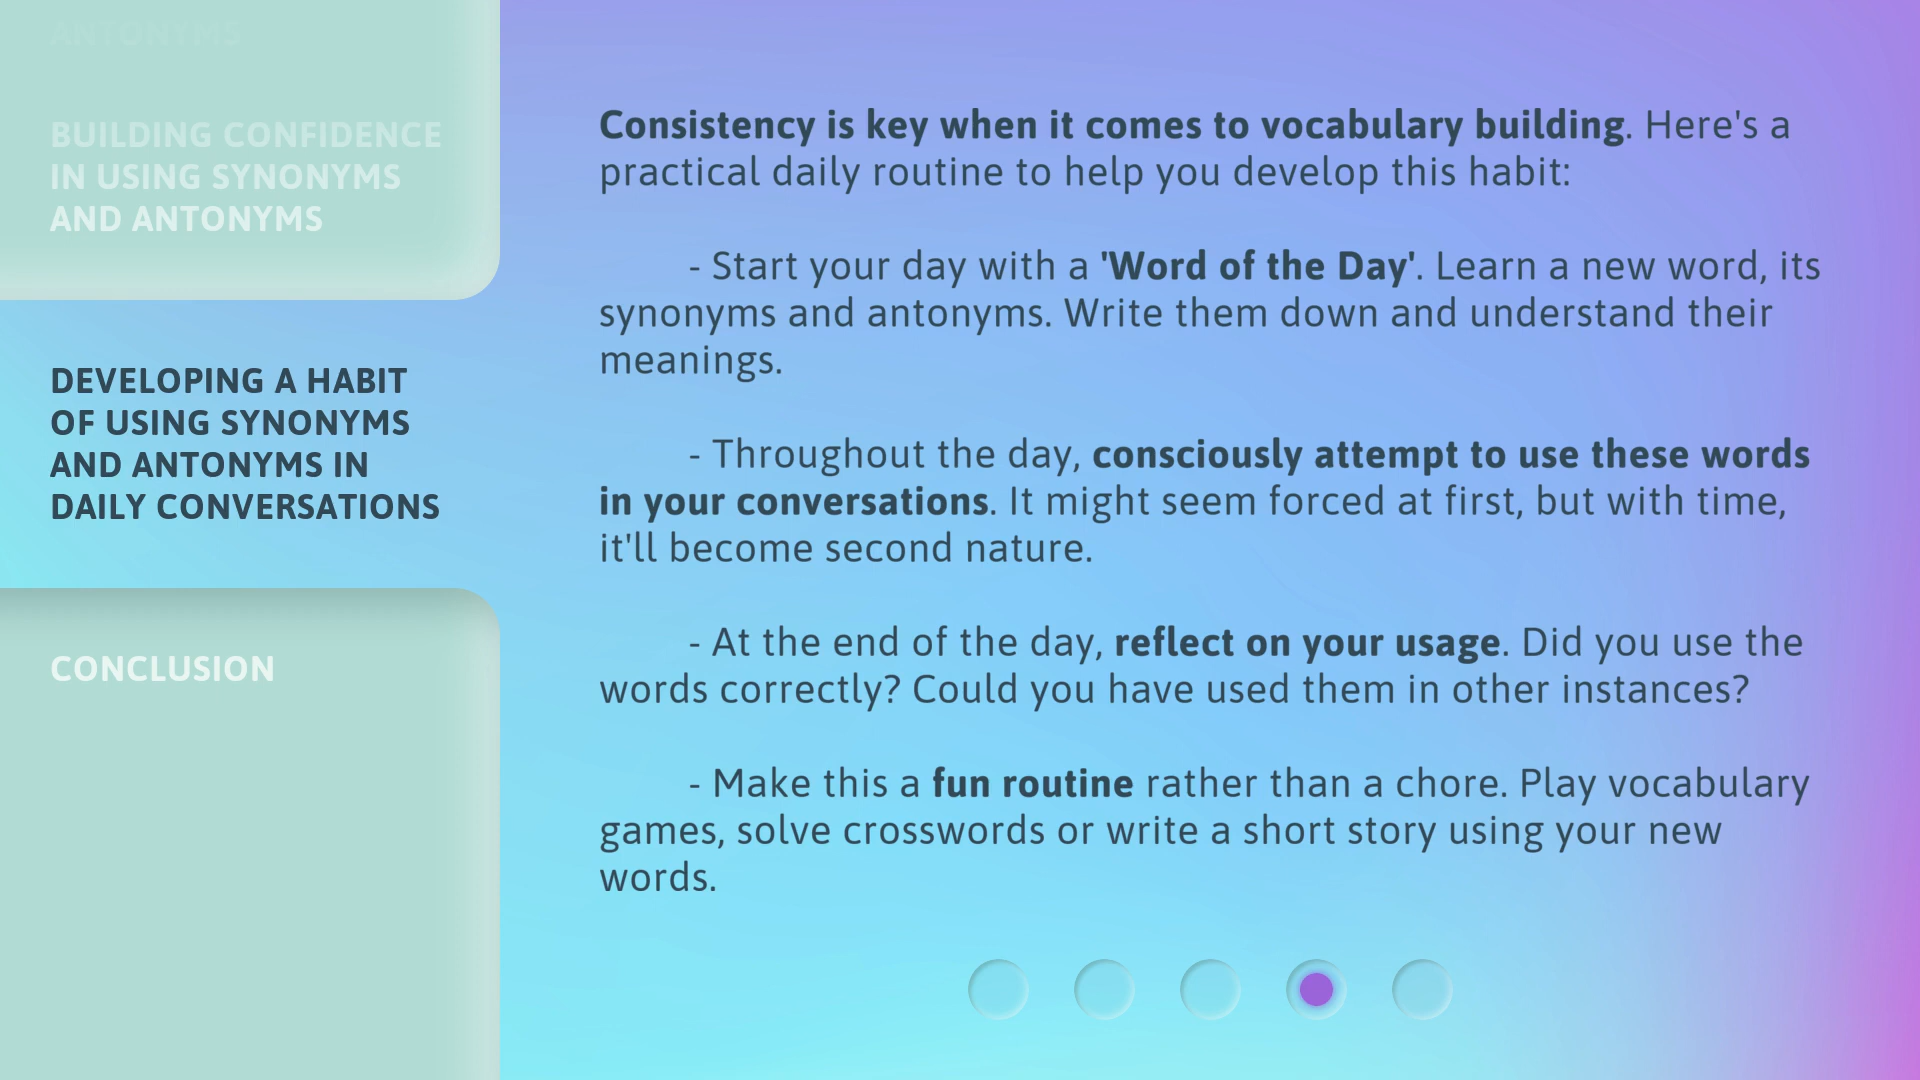 ANTONYMS
BUILDING CONFIDENCE
IN USING SYNONYMS
AND ANTONYMS
DEVELOPING A HABIT
OF USING SYNONYMS
AND ANTONYMS IN
DAILY CONVERSATIONS
CONCLUSION
Consistency is key when it comes to vocabulary building. Here's a
practical daily routine to help you develop this habit:
- Start your day with a 'Word of the Day'. Learn a new word, its
synonyms and antonyms. Write them down and understand their
meanings.
- Throughout the day, consciously attempt to use these words
in your conversations. It might seem forced at first, but with time,
it'll become second nature.
- At the end of the day, reflect on your usage. Did you use the
words correctly? Could you have used them in other instances?
- Make this a fun routine rather than a chore. Play vocabulary
games, solve crosswords or write a short story using your new
words.